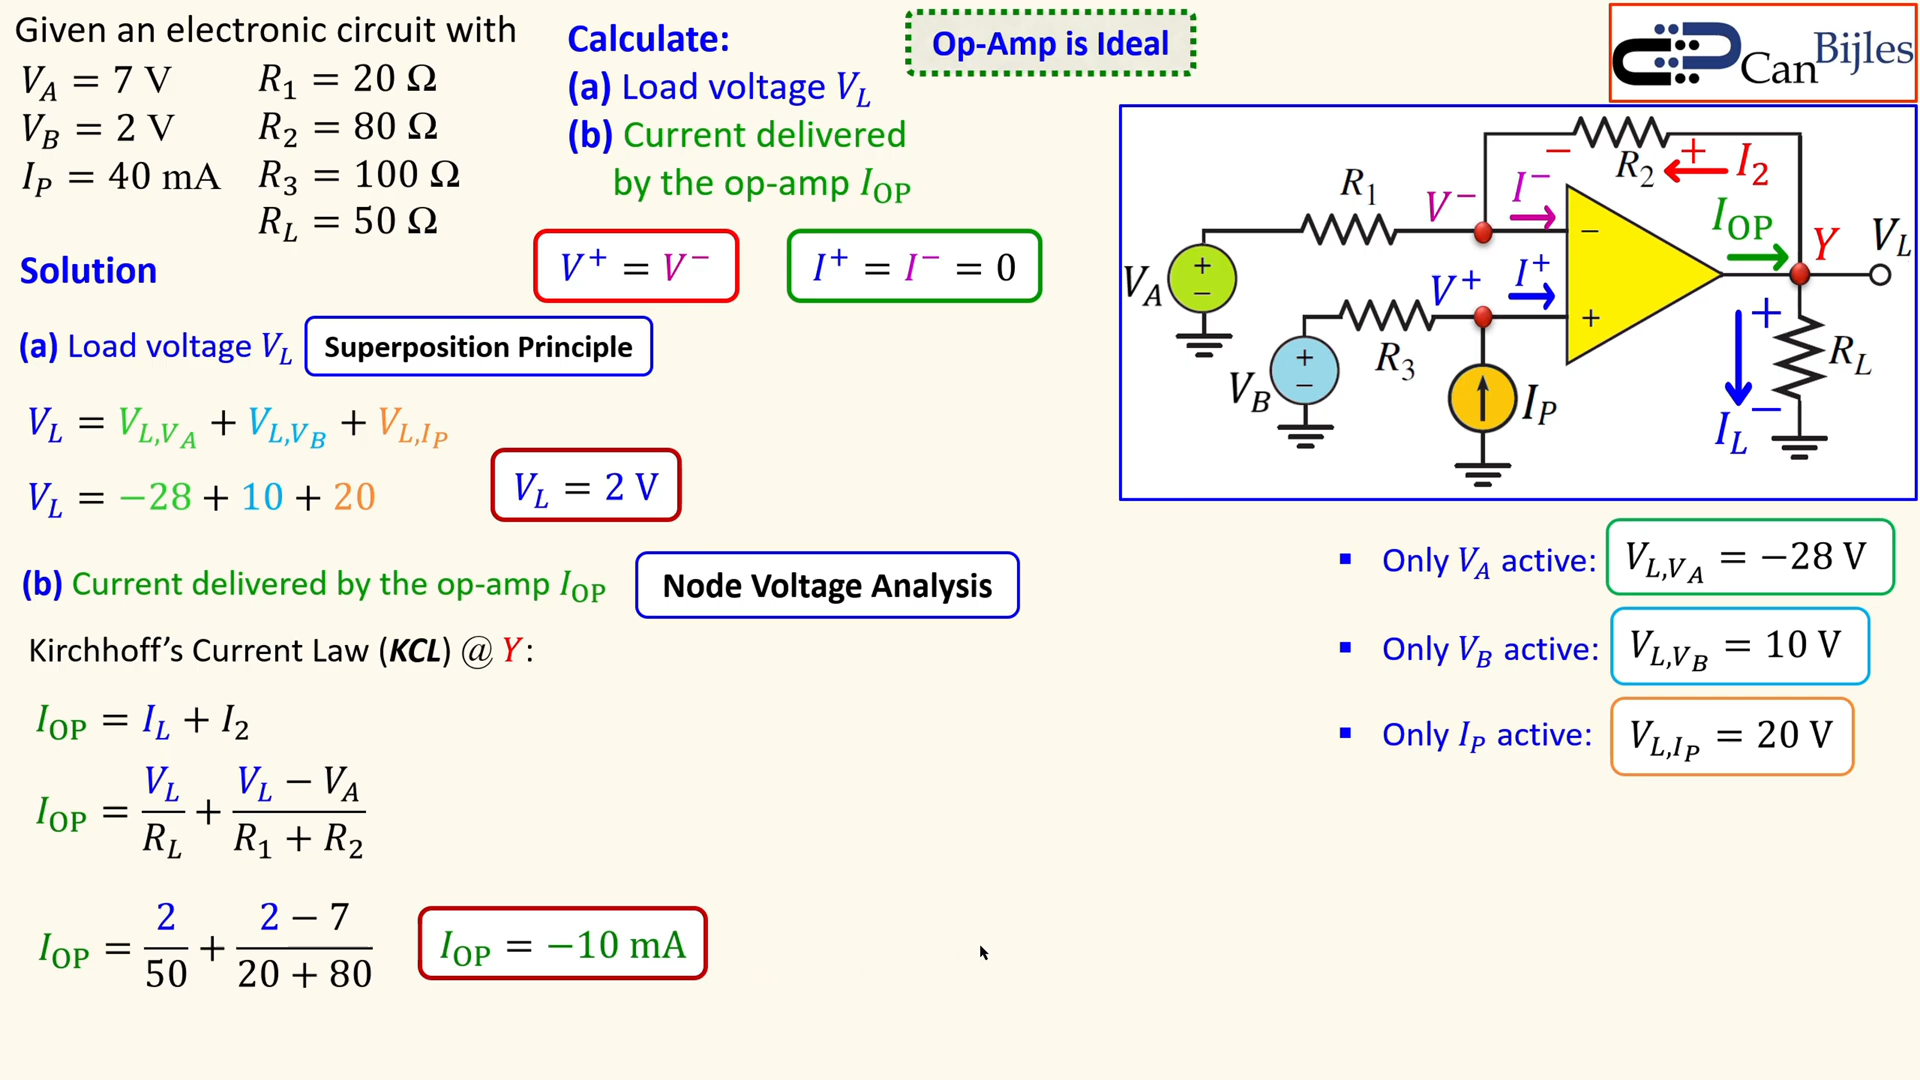 Given an electronic circuit with
V_A = 7 V
R_1 = 20 Ω
V_B = 2 V
R_2 = 80 Ω
I_P = 40 mA
R_3 = 100 Ω
R_L = 50 Ω
Calculate:
(a) Load voltage V_L
(b) Current delivered
by the op-amp I_OP
Op-Amp is Ideal
Can Bijles
Solution
V^+ = V^-
I^+ = I^- = 0
(a) Load voltage V_L
Superposition Principle
V_L = V_{L,V_A} + V_{L,V_B} + V_{L,I_P}
V_L = −28 + 10 + 20
V_L = 2 V
(b) Current delivered by the op-amp I_OP
Node Voltage Analysis
Kirchhoff's Current Law (KCL) @ Y:
I_OP = I_L + I_2
I_OP = V_L / R_L + (V_L − V_A) / (R_1 + R_2)
I_OP = 2 / 50 + (2 − 7) / (20 + 80)
I_OP = −10 mA
R_2
− +
I_2
R_1
V^-
I^-
−
I_OP
Y
V_L
V_A
+
−
V^+
I^+
+
V_B
+
−
R_3
I_P
+
−
I_L
R_L
▪ Only V_A active: V_{L,V_A} = −28 V
▪ Only V_B active: V_{L,V_B} = 10 V
▪ Only I_P active: V_{L,I_P} = 20 V